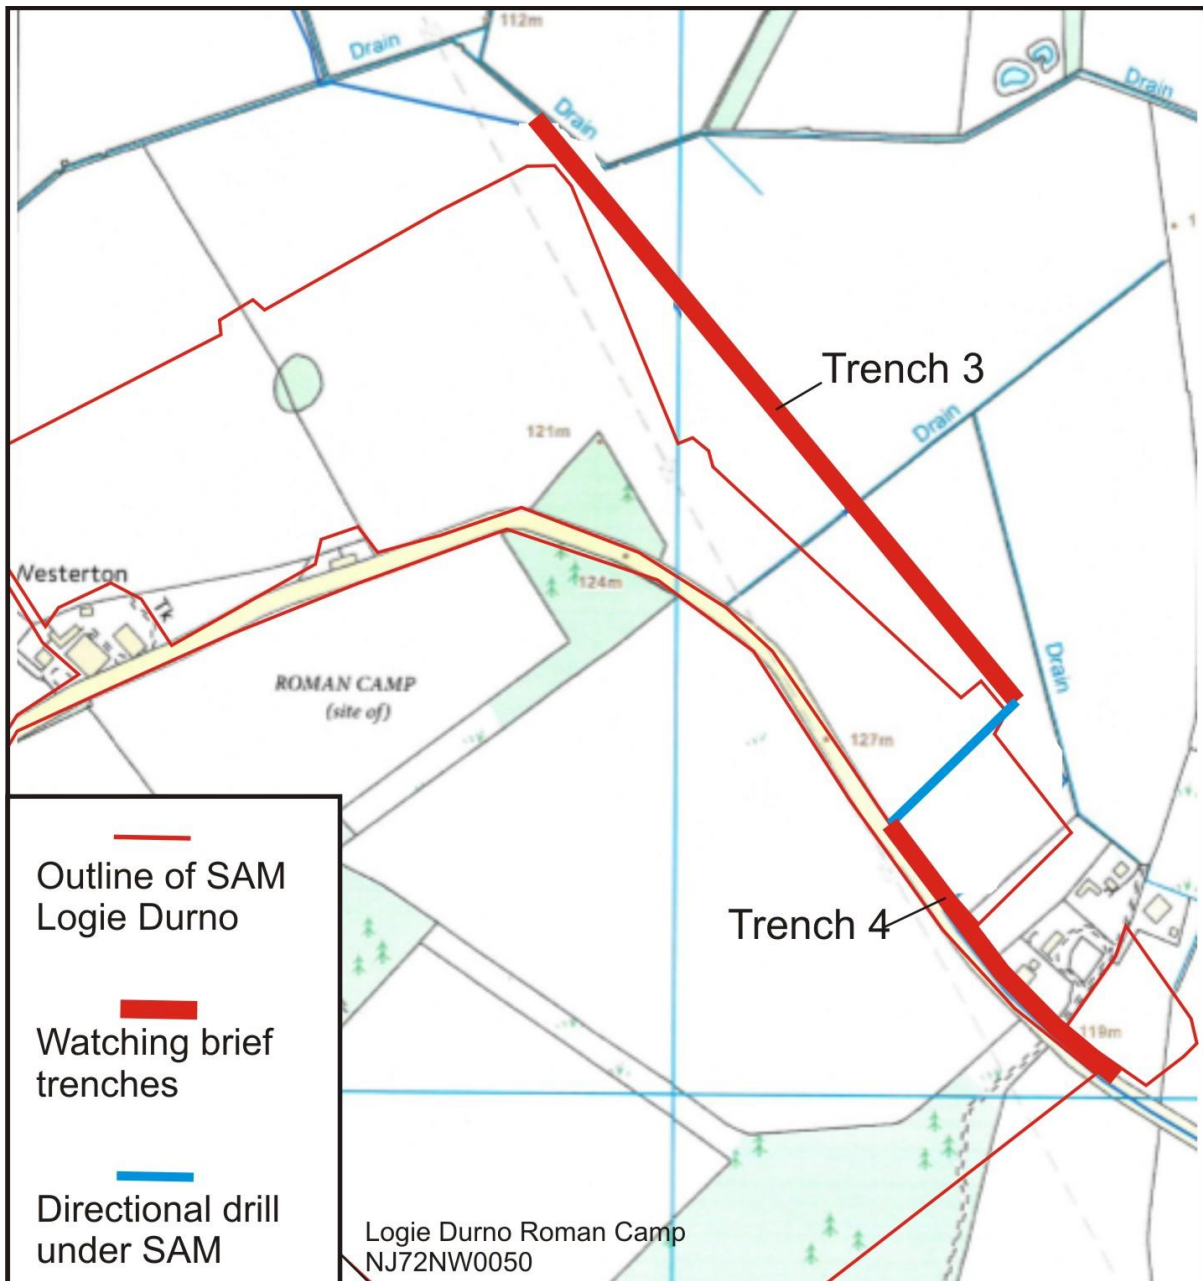 112m
Drain
Drain
Drain
Trench 3
Drain
121m
Westerton
Tk
124m
ROMAN CAMP
(site of)
Drain
127m
Outline of SAM
Logie Durno
Trench 4
Watching brief
trenches
119m
Directional drill
under SAM
Logie Durno Roman Camp
NJ72NW0050